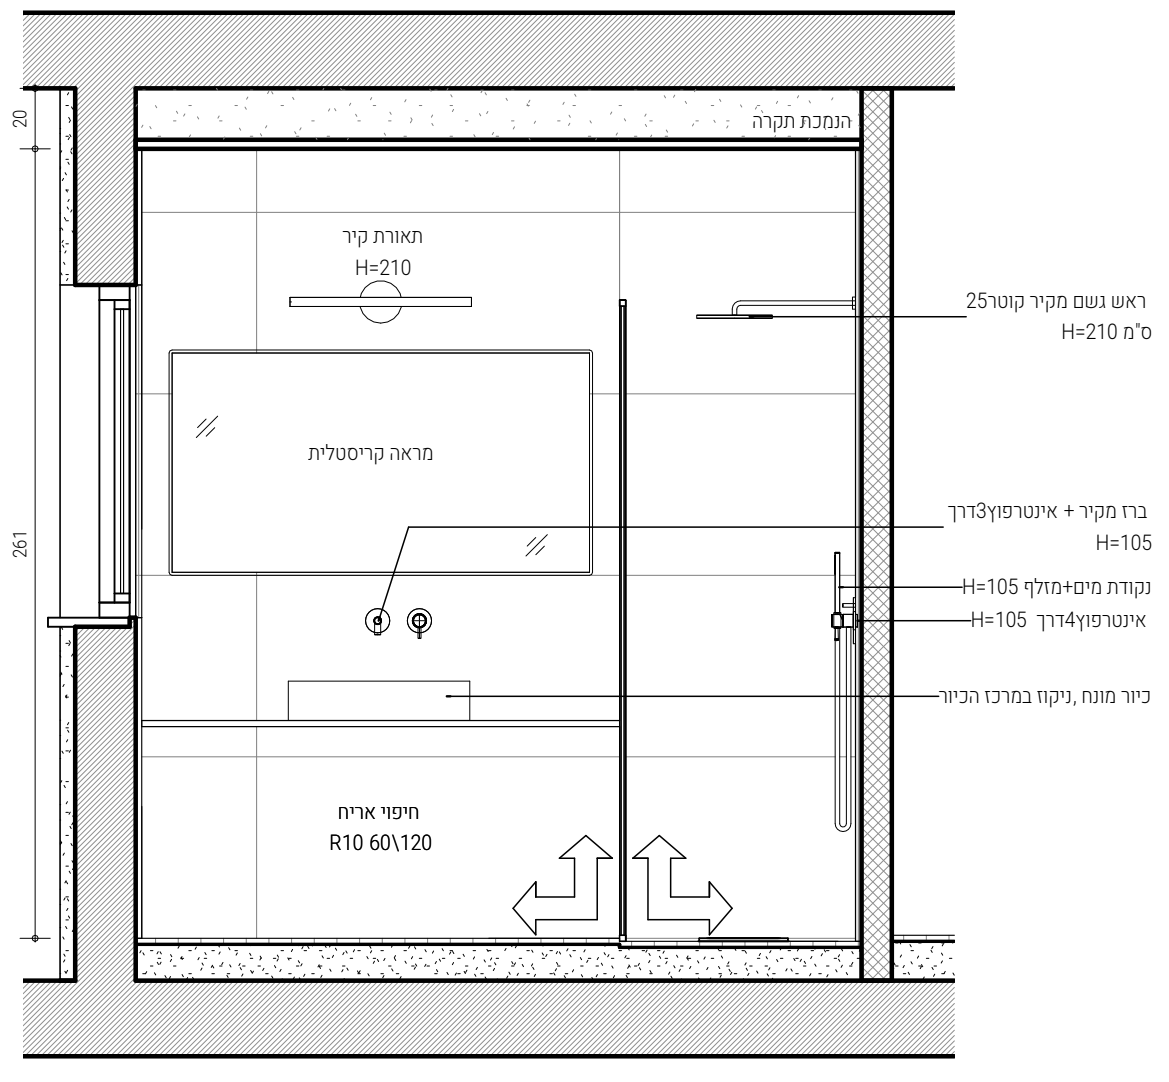 20
הנמכת תקרה
תאורת קיר
H=210
ראש גשם מקיר קוטר25
ס"מ H=210
מראה קריסטלית
ברז מקיר + אינטרפוץ3דרך
H=105
261
נקודת מים+מזלף H=105
אינטרפוץ4דרך H=105
כיור מונח ,ניקוז במרכז הכיור
חיפוי אריח
R10 60\120